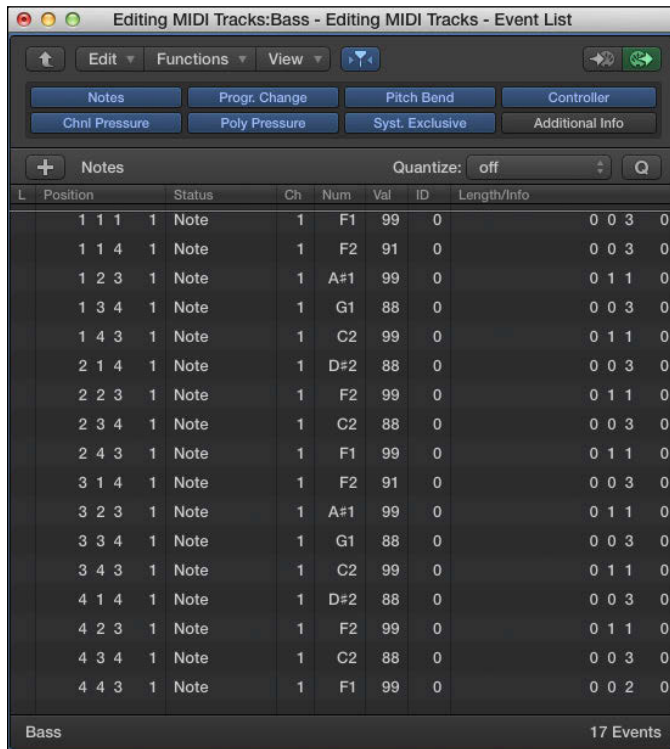 Editing MIDI Tracks:Bass - Editing MIDI Tracks - Event List
Edit Functions View
Notes Progr. Change Pitch Bend Controller
Chnl Pressure Poly Pressure Syst. Exclusive Additional Info
+ Notes Quantize: off Q
L Position Status Ch Num Val ID Length/Info
1 1 1 1 Note 1 F1 99 0 0 0 3 0
1 1 4 1 Note 1 F2 91 0 0 0 3 0
1 2 3 1 Note 1 A♯1 99 0 0 1 1 0
1 3 4 1 Note 1 G1 88 0 0 0 3 0
1 4 3 1 Note 1 C2 99 0 0 1 1 0
2 1 4 1 Note 1 D♯2 88 0 0 0 3 0
2 2 3 1 Note 1 F2 99 0 0 1 1 0
2 3 4 1 Note 1 C2 88 0 0 0 3 0
2 4 3 1 Note 1 F1 99 0 0 1 1 0
3 1 4 1 Note 1 F2 91 0 0 0 3 0
3 2 3 1 Note 1 A♯1 99 0 0 1 1 0
3 3 4 1 Note 1 G1 88 0 0 0 3 0
3 4 3 1 Note 1 C2 99 0 0 1 1 0
4 1 4 1 Note 1 D♯2 88 0 0 0 3 0
4 2 3 1 Note 1 F2 99 0 0 1 1 0
4 3 4 1 Note 1 C2 88 0 0 0 3 0
4 4 3 1 Note 1 F1 99 0 0 0 2 0
Bass 17 Events